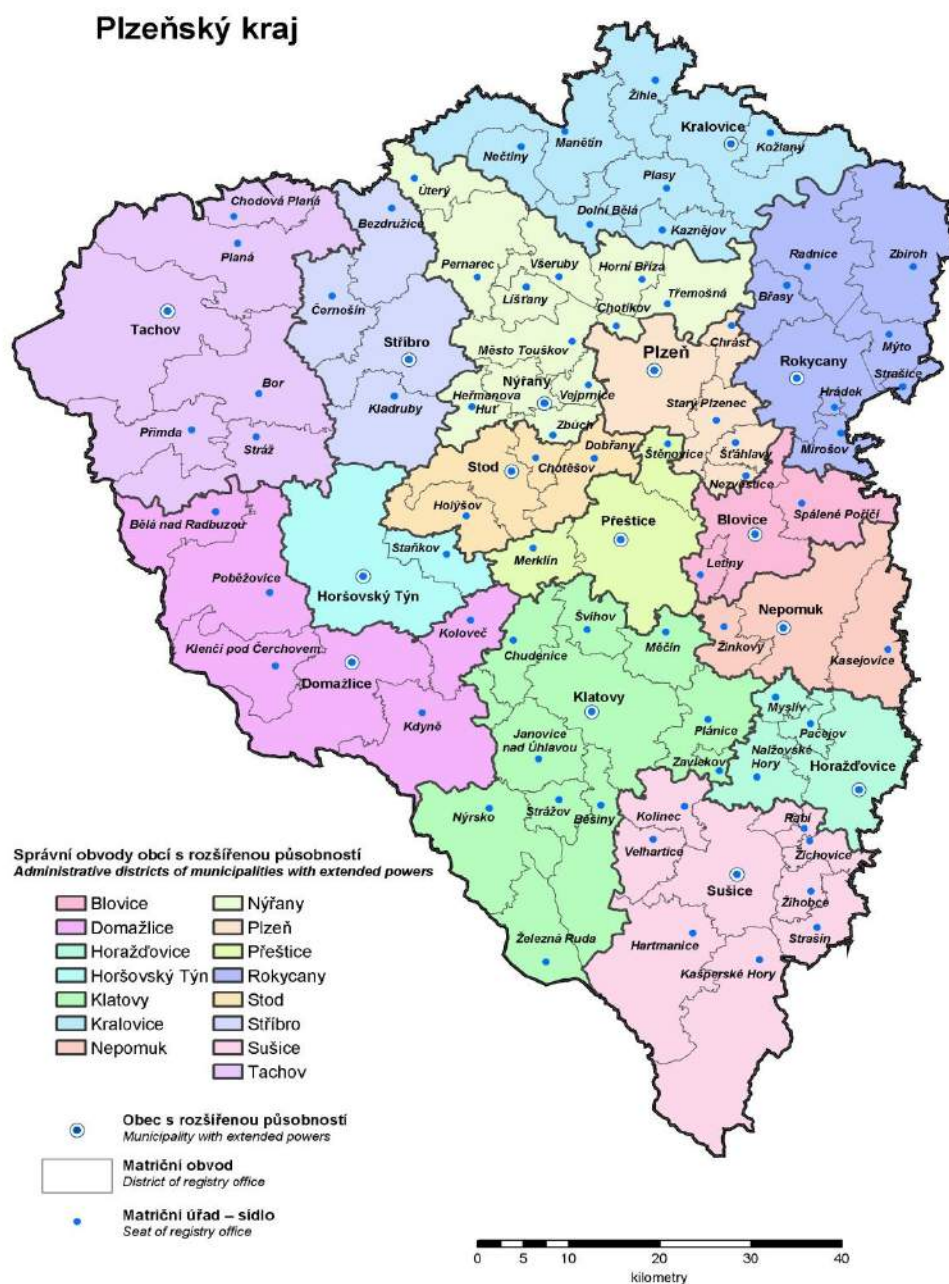 Plzeňský kraj
Žihle
Kralovice
Manětín
Kožlany
Nečtiny
Úterý
Plasy
Chodová Planá
Bezdružice
Dolní Bělá
Kaznějov
Planá
Pernarec
Všeruby
Horní Bříza
Radnice
Zbiroh
Líšťany
Třemošná
Břasy
Černošín
Chotíkov
Tachov
Chrást
Stříbro
Město Touškov
Plzeň
Rokycany
Mýto
Strašice
Bor
Nýřany
Vejprnice
Hrádek
Kladruby
Heřmanova
Huť
Starý Plzenec
Přimda
Zbůch
Mirošov
Stráž
Dobřany
Štěnovice
Šťáhlavy
Stod
Chotěšov
Nezvěstice
Bělá nad Radbuzou
Holýšov
Přeštice
Blovice
Spálené Poříčí
Staňkov
Merklín
Letiny
Poběžovice
Horšovský Týn
Nepomuk
Koloveč
Švihov
Klenčí pod Čerchovem
Chudenice
Měčín
Žinkovy
Kasejovice
Domažlice
Klatovy
Mysliv
Kdyně
Plánice
Pačejov
Janovice
nad Úhlavou
Nalžovské
Hory
Horažďovice
Zavlekov
Nýrsko
Strážov
Běšiny
Kolinec
Rabí
Velhartice
Žichovice
Sušice
Žihobce
Železná Ruda
Hartmanice
Strašín
Kašperské Hory
Správní obvody obcí s rozšířenou působností
Administrative districts of municipalities with extended powers
Blovice
Nýřany
Domažlice
Plzeň
Horažďovice
Přeštice
Horšovský Týn
Rokycany
Klatovy
Stod
Kralovice
Stříbro
Nepomuk
Sušice
Tachov
Obec s rozšířenou působností
Municipality with extended powers
Matriční obvod
District of registry office
Matriční úřad – sídlo
Seat of registry office
0 5 10 20 30 40
kilometry